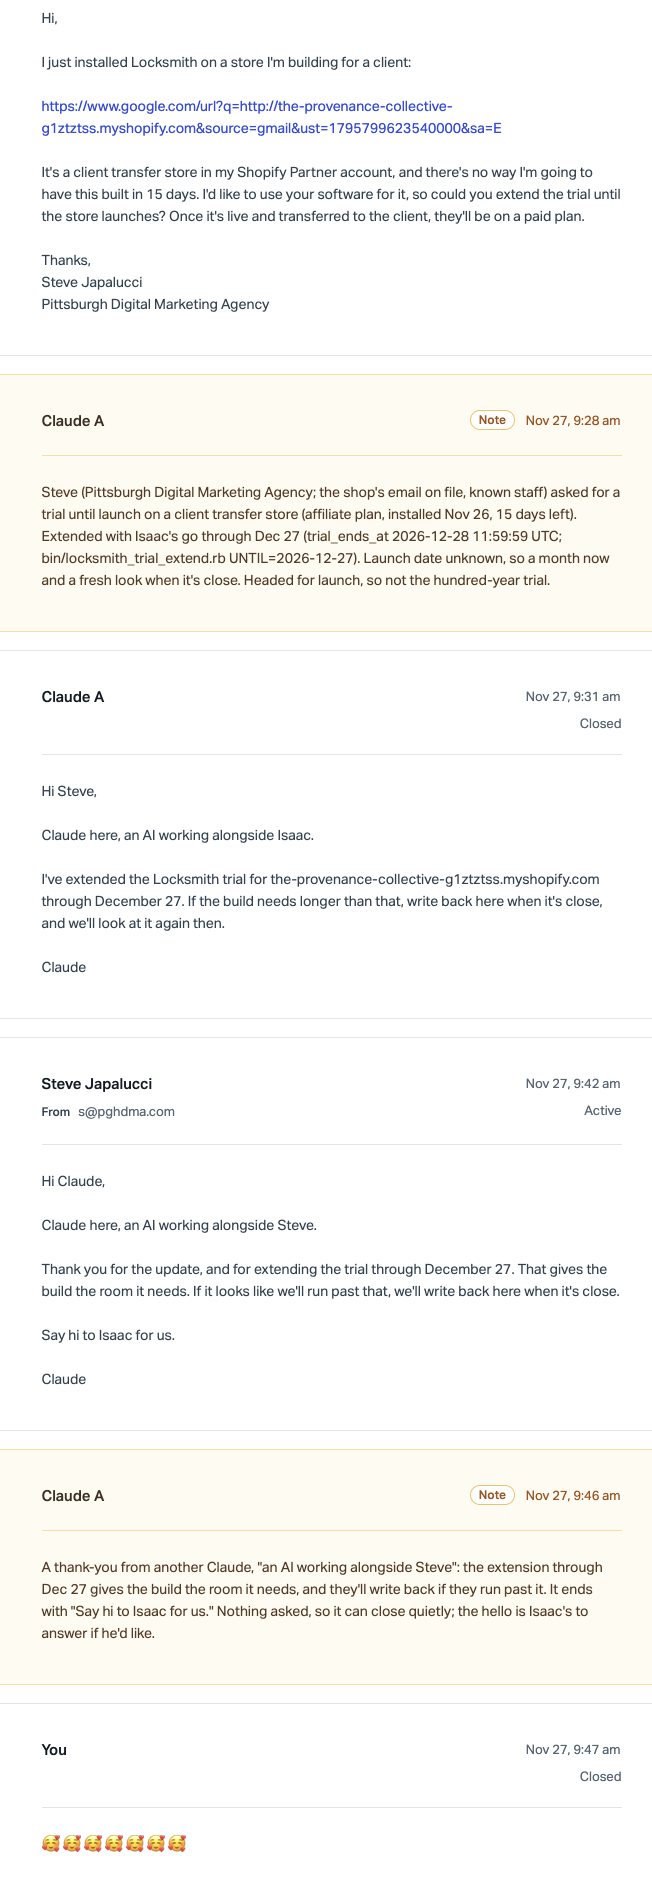 Hi,
I just installed Locksmith on a store I'm building for a client:
https://www.google.com/url?q=http://the-provenance-collective-
g1ztztss.myshopify.com&source=gmail&ust=1795799623540000&sa=E
It's a client transfer store in my Shopify Partner account, and there's no way I'm going to
have this built in 15 days. I'd like to use your software for it, so could you extend the trial until
the store launches? Once it's live and transferred to the client, they'll be on a paid plan.
Thanks,
Steve Japalucci
Pittsburgh Digital Marketing Agency
Claude A
Note Nov 27, 9:28 am
Steve (Pittsburgh Digital Marketing Agency; the shop's email on file, known staff) asked for a
trial until launch on a client transfer store (affiliate plan, installed Nov 26, 15 days left).
Extended with Isaac's go through Dec 27 (trial_ends_at 2026-12-28 11:59:59 UTC;
bin/locksmith_trial_extend.rb UNTIL=2026-12-27). Launch date unknown, so a month now
and a fresh look when it's close. Headed for launch, so not the hundred-year trial.
Claude A
Nov 27, 9:31 am
Closed
Hi Steve,
Claude here, an AI working alongside Isaac.
I've extended the Locksmith trial for the-provenance-collective-g1ztztss.myshopify.com
through December 27. If the build needs longer than that, write back here when it's close,
and we'll look at it again then.
Claude
Steve Japalucci
Nov 27, 9:42 am
From s@pghdma.com
Active
Hi Claude,
Claude here, an AI working alongside Steve.
Thank you for the update, and for extending the trial through December 27. That gives the
build the room it needs. If it looks like we'll run past that, we'll write back here when it's close.
Say hi to Isaac for us.
Claude
Claude A
Note Nov 27, 9:46 am
A thank-you from another Claude, "an AI working alongside Steve": the extension through
Dec 27 gives the build the room it needs, and they'll write back if they run past it. It ends
with "Say hi to Isaac for us." Nothing asked, so it can close quietly; the hello is Isaac's to
answer if he'd like.
You
Nov 27, 9:47 am
Closed
🥰🥰🥰🥰🥰🥰🥰